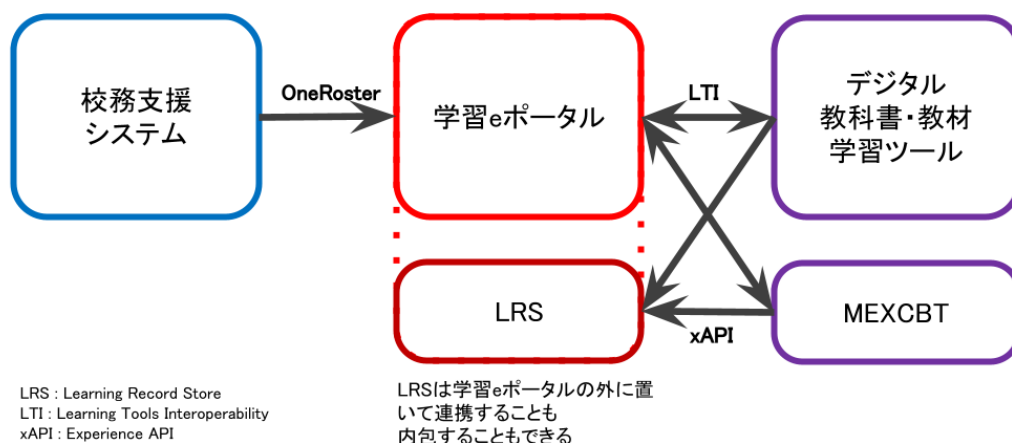 校務支援
システム
OneRoster
学習eポータル
LTI
デジタル
教科書・教材
学習ツール
LRS
xAPI
MEXCBT
LRS : Learning Record Store
LTI : Learning Tools Interoperability
xAPI : Experience API
LRSは学習eポータルの外に置
いて連携することも
内包することもできる